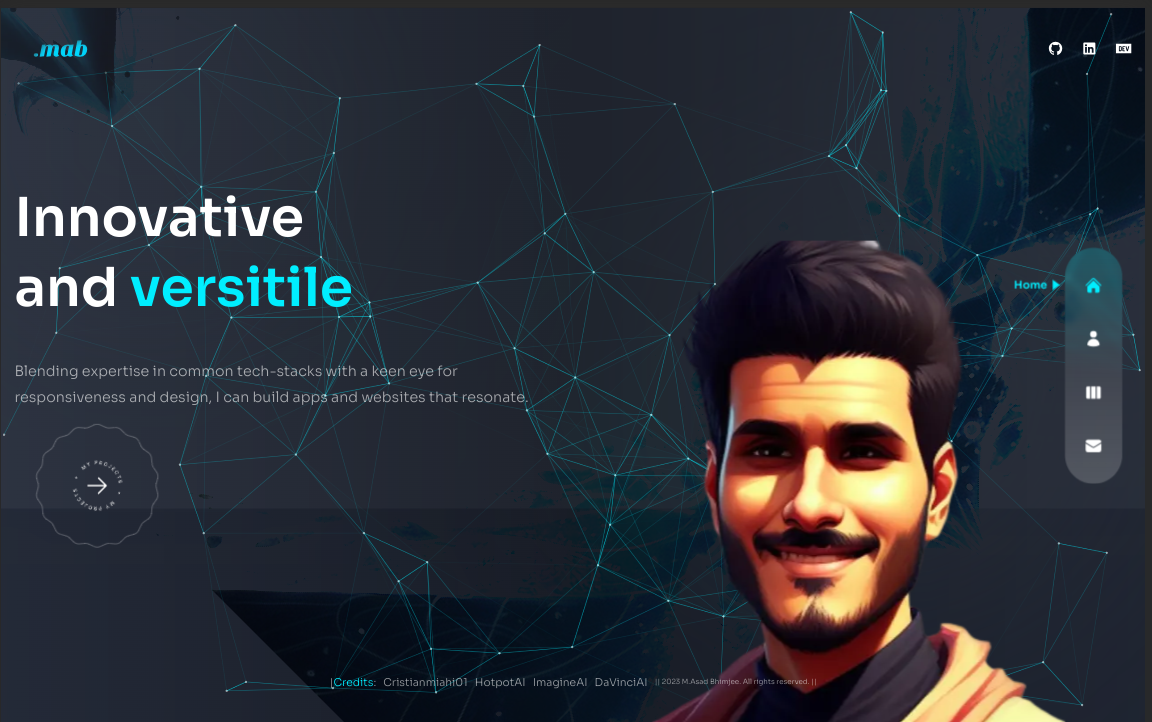 .mab
DEV
Innovative
and versitile
Home
Blending expertise in common tech-stacks with a keen eye for
responsiveness and design, I can build apps and websites that resonate.
MY PROJECTS • MY PROJECTS •
|Credits: Cristianmiahi01 HotpotAI ImagineAI DaVinciAI || 2023 M.Asad Bhimjee. All rights reserved. ||